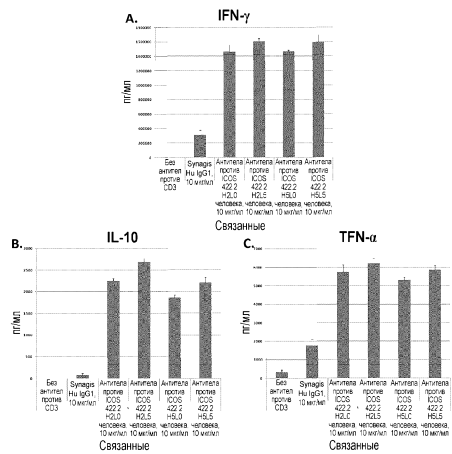 A. IFN-γ
пг/мл
Без антител против CD3
Synagis Hu IgG1, 10 мкг/мл
Антитела против ICOS 422.2 H2L0 человека, 10 мкг/мл
Антитела против ICOS 422.2 H2L5 человека, 10 мкг/мл
Антитела против ICOS 422.2 H5L0 человека, 10 мкг/мл
Антитела против ICOS 422.2 H5L5 человека, 10 мкг/мл
Связанные
B. IL-10
пг/мл
Без антител против CD3
Synagis Hu IgG1, 10 мкг/мл
Антитела против ICOS 422.2 H2L0 человека, 10 мкг/мл
Антитела против ICOS 422.2 H2L5 человека, 10 мкг/мл
Антитела против ICOS 422.2 H5L0 человека, 10 мкг/мл
Антитела против ICOS 422.2 H5L5 человека, 10 мкг/мл
Связанные
C. TFN-α
пг/мл
Без антител против CD3
Synagis Hu IgG1, 10 мкг/мл
Антитела против ICOS 422.2 H2L0 человека, 10 мкг/мл
Антитела против ICOS 422.2 H2L5 человека, 10 мкг/мл
Антитела против ICOS 422.2 H5L0 человека, 10 мкг/мл
Антитела против ICOS 422.2 H5L5 человека, 10 мкг/мл
Связанные